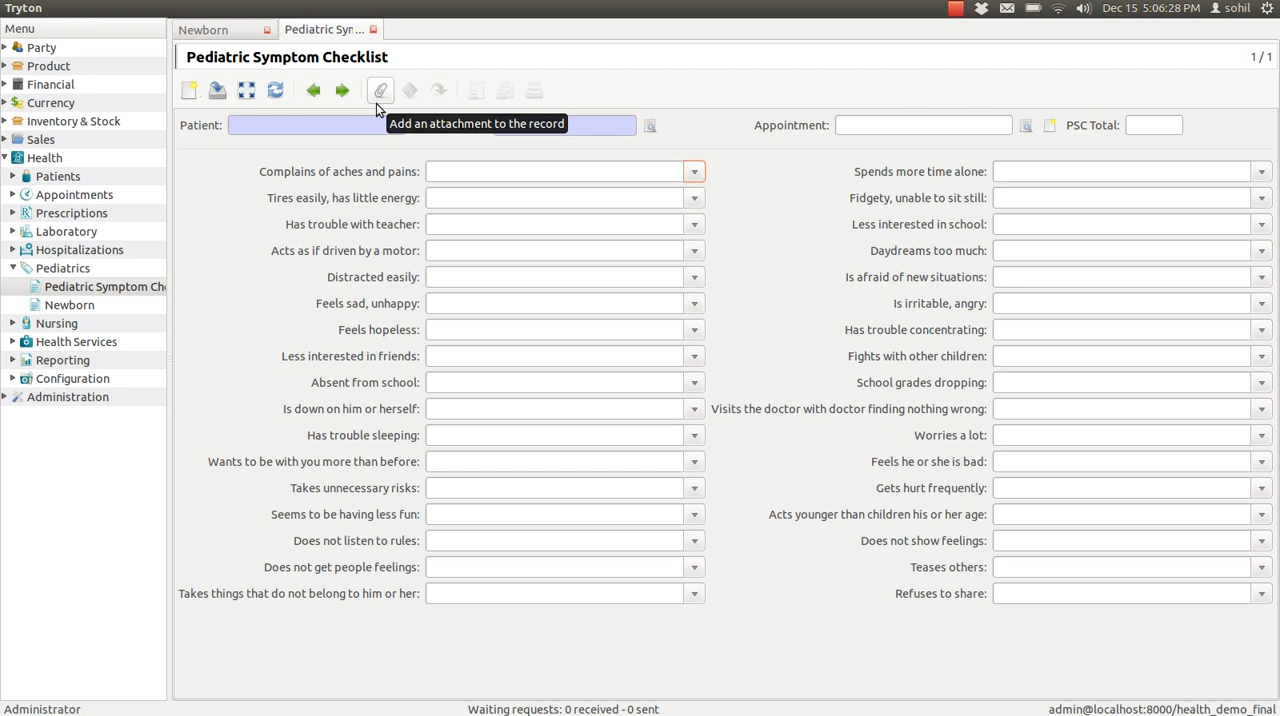 Tryton
Dec 15 5:06:28 PM
sohil
Menu
Party
Product
Financial
Currency
Inventory & Stock
Sales
Health
Patients
Appointments
Prescriptions
Laboratory
Hospitalizations
Pediatrics
Pediatric Symptom Che
Newborn
Nursing
Health Services
Reporting
Configuration
Administration
Newborn
Pediatric Syr ...
Pediatric Symptom Checklist
1 / 1
Add an attachment to the record
Patient:
Appointment:
PSC Total:
Complains of aches and pains:
Spends more time alone:
Tires easily, has little energy:
Fidgety, unable to sit still:
Has trouble with teacher:
Less interested in school:
Acts as if driven by a motor:
Daydreams too much:
Distracted easily:
Is afraid of new situations:
Feels sad, unhappy:
Is irritable, angry:
Feels hopeless:
Has trouble concentrating:
Less interested in friends:
Fights with other children:
Absent from school:
School grades dropping:
Is down on him or herself:
Visits the doctor with doctor finding nothing wrong:
Has trouble sleeping:
Worries a lot:
Wants to be with you more than before:
Feels he or she is bad:
Takes unnecessary risks:
Gets hurt frequently:
Seems to be having less fun:
Acts younger than children his or her age:
Does not listen to rules:
Does not show feelings:
Does not get people feelings:
Teases others:
Takes things that do not belong to him or her:
Refuses to share:
Administrator
Waiting requests: 0 received - 0 sent
admin@localhost:8000/health_demo_final